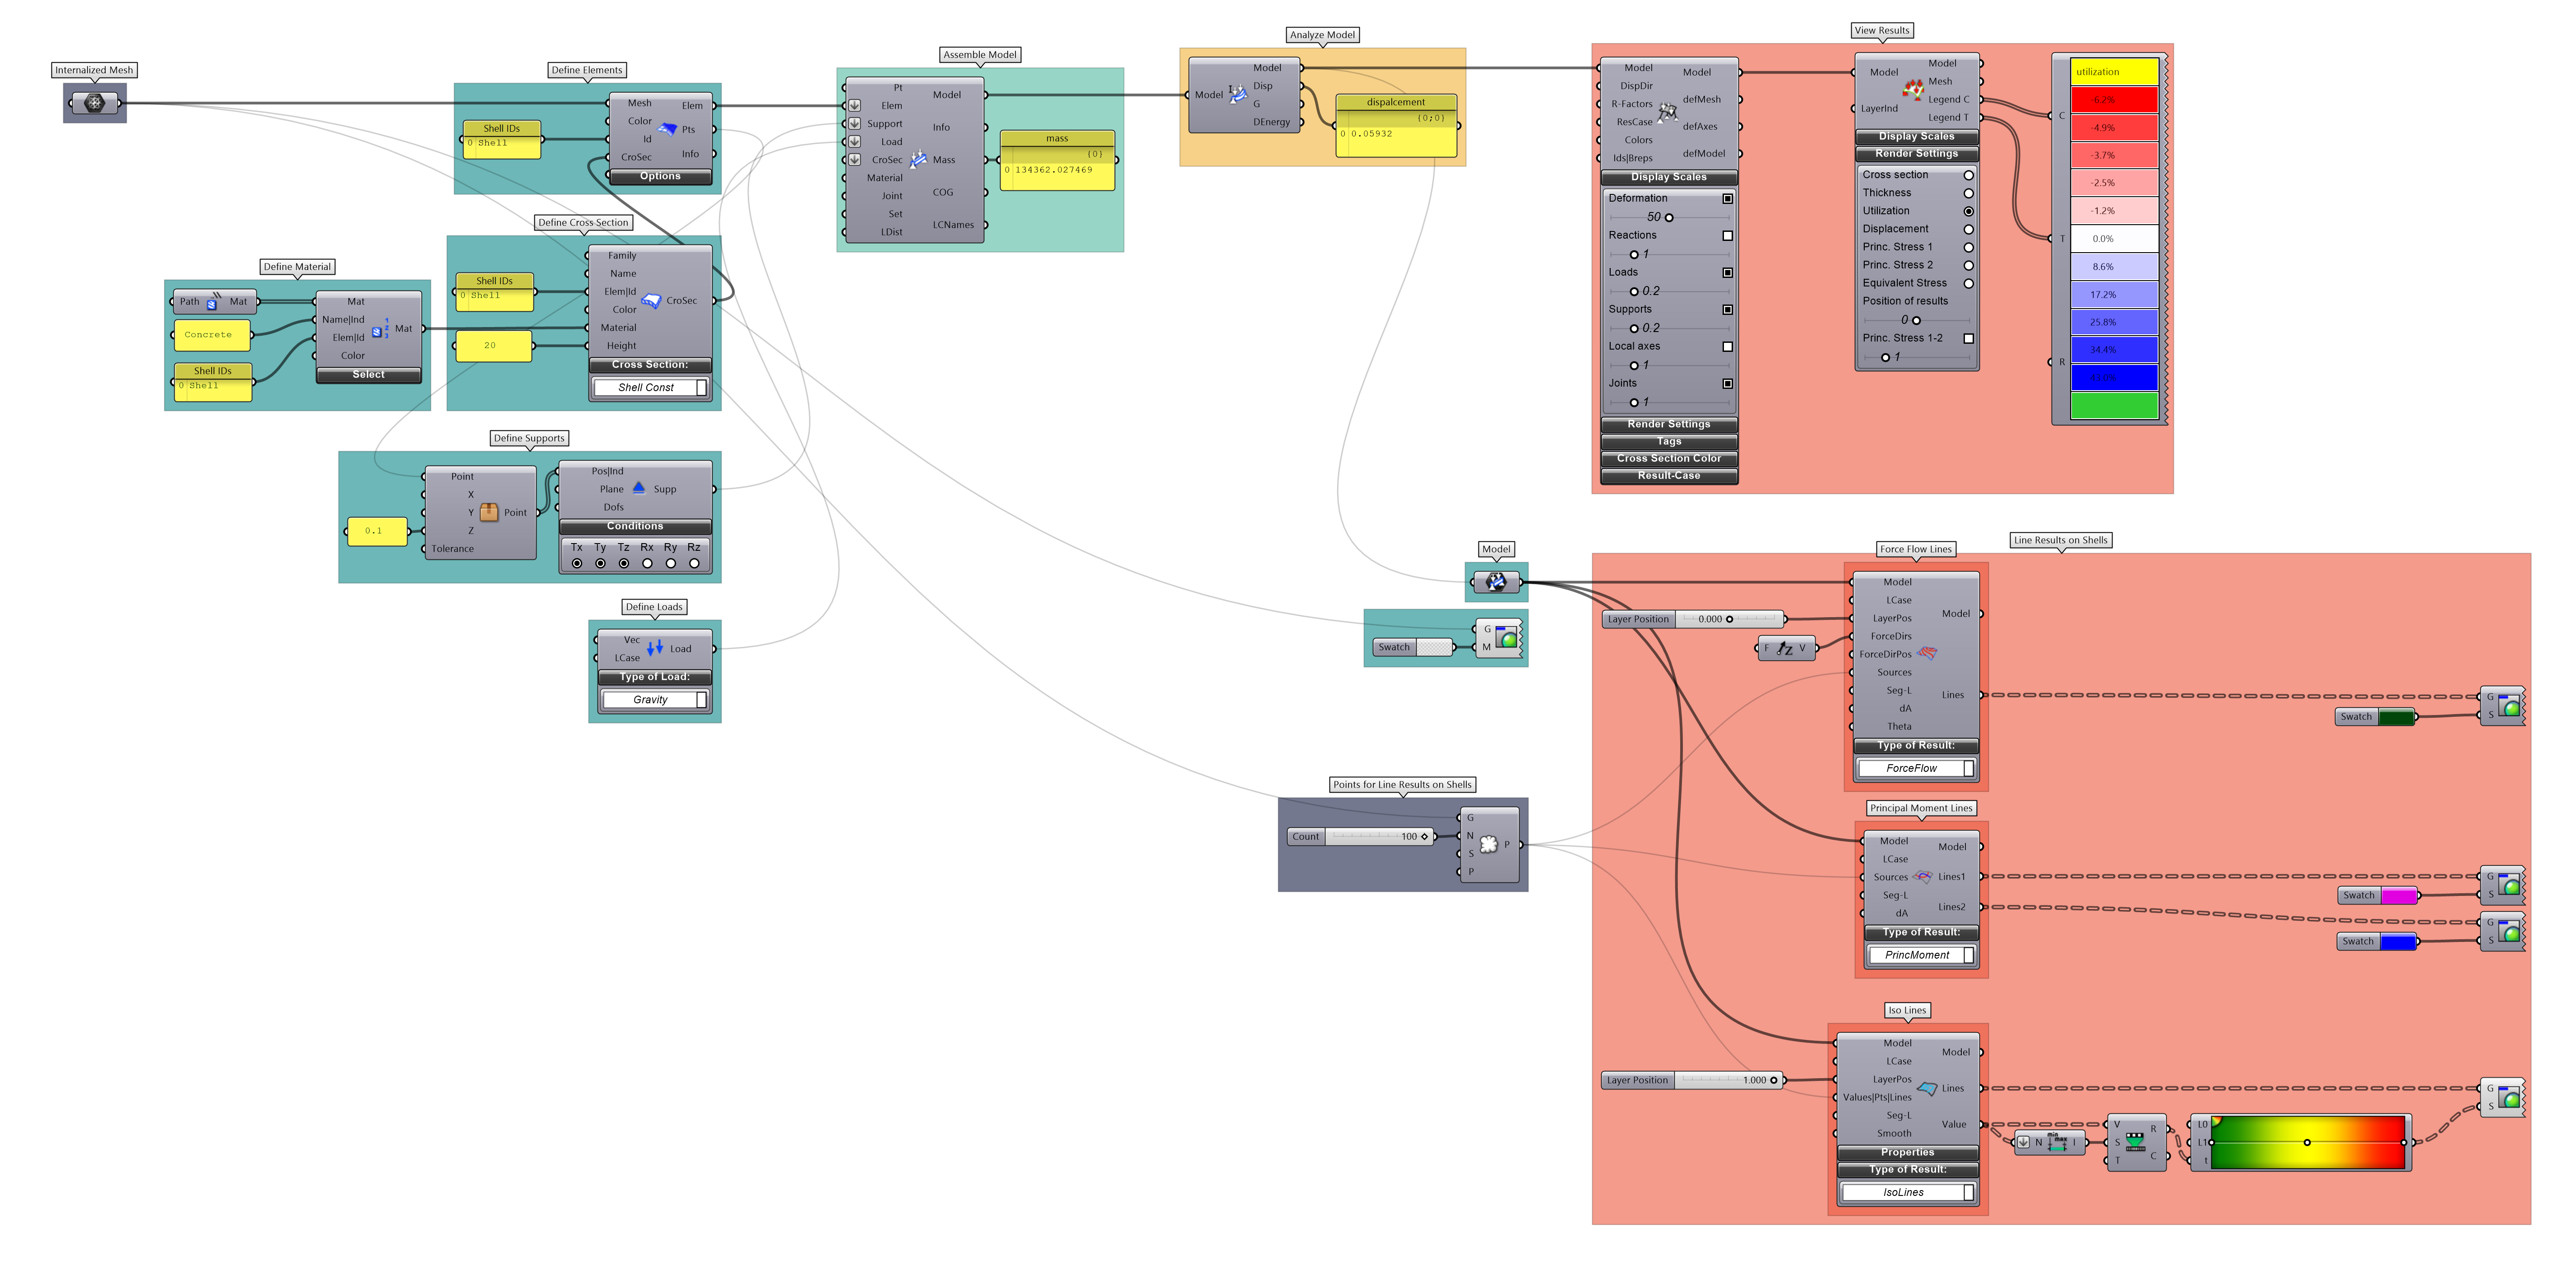 Internalized Mesh
Define Elements
Shell IDs
0 Shell
Mesh
Color
Id
CroSec
Elem
Pts
Info
Options
Define Cross Section
Shell IDs
0 Shell
20
Family
Name
Elem|Id
Color
Material
Height
CroSec
Cross Section:
Shell Const
Define Material
Path
Mat
Concrete
Shell IDs
0 Shell
Mat
Name|Ind
Elem|Id
Color
Mat
Select
Define Supports
0.1
Point
X
Y
Z
Tolerance
Point
Pos|Ind
Plane
Dofs
Supp
Conditions
Tx Ty Tz Rx Ry Rz
Define Loads
Vec
LCase
Load
Type of Load:
Gravity
Assemble Model
Pt
Elem
Support
Load
CroSec
Material
Joint
Set
LDist
Model
Info
Mass
COG
LCNames
mass
{0}
0 134362.027469
Analyze Model
Model
Model
Disp
G
DEnergy
dispalcement
{0;0}
0 0.05932
View Results
Model
DispDir
R-Factors
ResCase
Colors
Ids|Breps
Model
defMesh
defAxes
defModel
Display Scales
Deformation
50
Reactions
1
Loads
0.2
Supports
0.2
Local axes
1
Joints
1
Render Settings
Tags
Cross Section Color
Result-Case
Model
LayerInd
Model
Mesh
Legend C
Legend T
Display Scales
Render Settings
Cross section
Thickness
Utilization
Displacement
Princ. Stress 1
Princ. Stress 2
Equivalent Stress
Position of results
0
Princ. Stress 1-2
1
C
T
R
utilization
-6.2%
-4.9%
-3.7%
-2.5%
-1.2%
0.0%
8.6%
17.2%
25.8%
34.4%
Model
G
M
Swatch
Points for Line Results on Shells
Count
100
G
N
S
P
P
Line Results on Shells
Force Flow Lines
Layer Position
0.000
F
V
Model
LCase
LayerPos
ForceDirs
ForceDirPos
Sources
Seg-L
dA
Theta
Model
Lines
Type of Result:
ForceFlow
Swatch
G
S
Principal Moment Lines
Model
LCase
Sources
Seg-L
dA
Model
Lines1
Lines2
Type of Result:
PrincMoment
Swatch
G
S
Swatch
G
S
Iso Lines
Layer Position
1.000
Model
LCase
LayerPos
Values|Pts|Lines
Seg-L
Smooth
Model
Lines
Value
Properties
Type of Result:
IsoLines
N
min
max
I
V
S
T
R
C
L0
L1
t
G
S